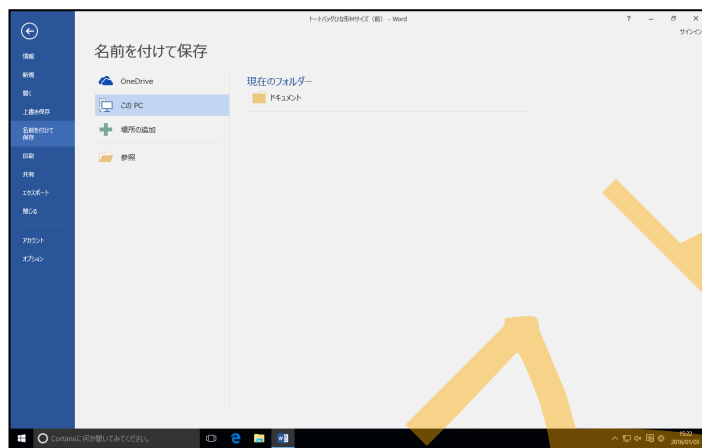 トートバッグひな形Mサイズ（前） - Word
?
サインイン
情報
新規
開く
上書き保存
名前を付けて
保存
印刷
共有
エクスポート
閉じる
アカウント
オプション
名前を付けて保存
OneDrive
この PC
場所の追加
参照
現在のフォルダー
ドキュメント
Cortanaに何か聞いてみてください。
15:22
2016/01/03